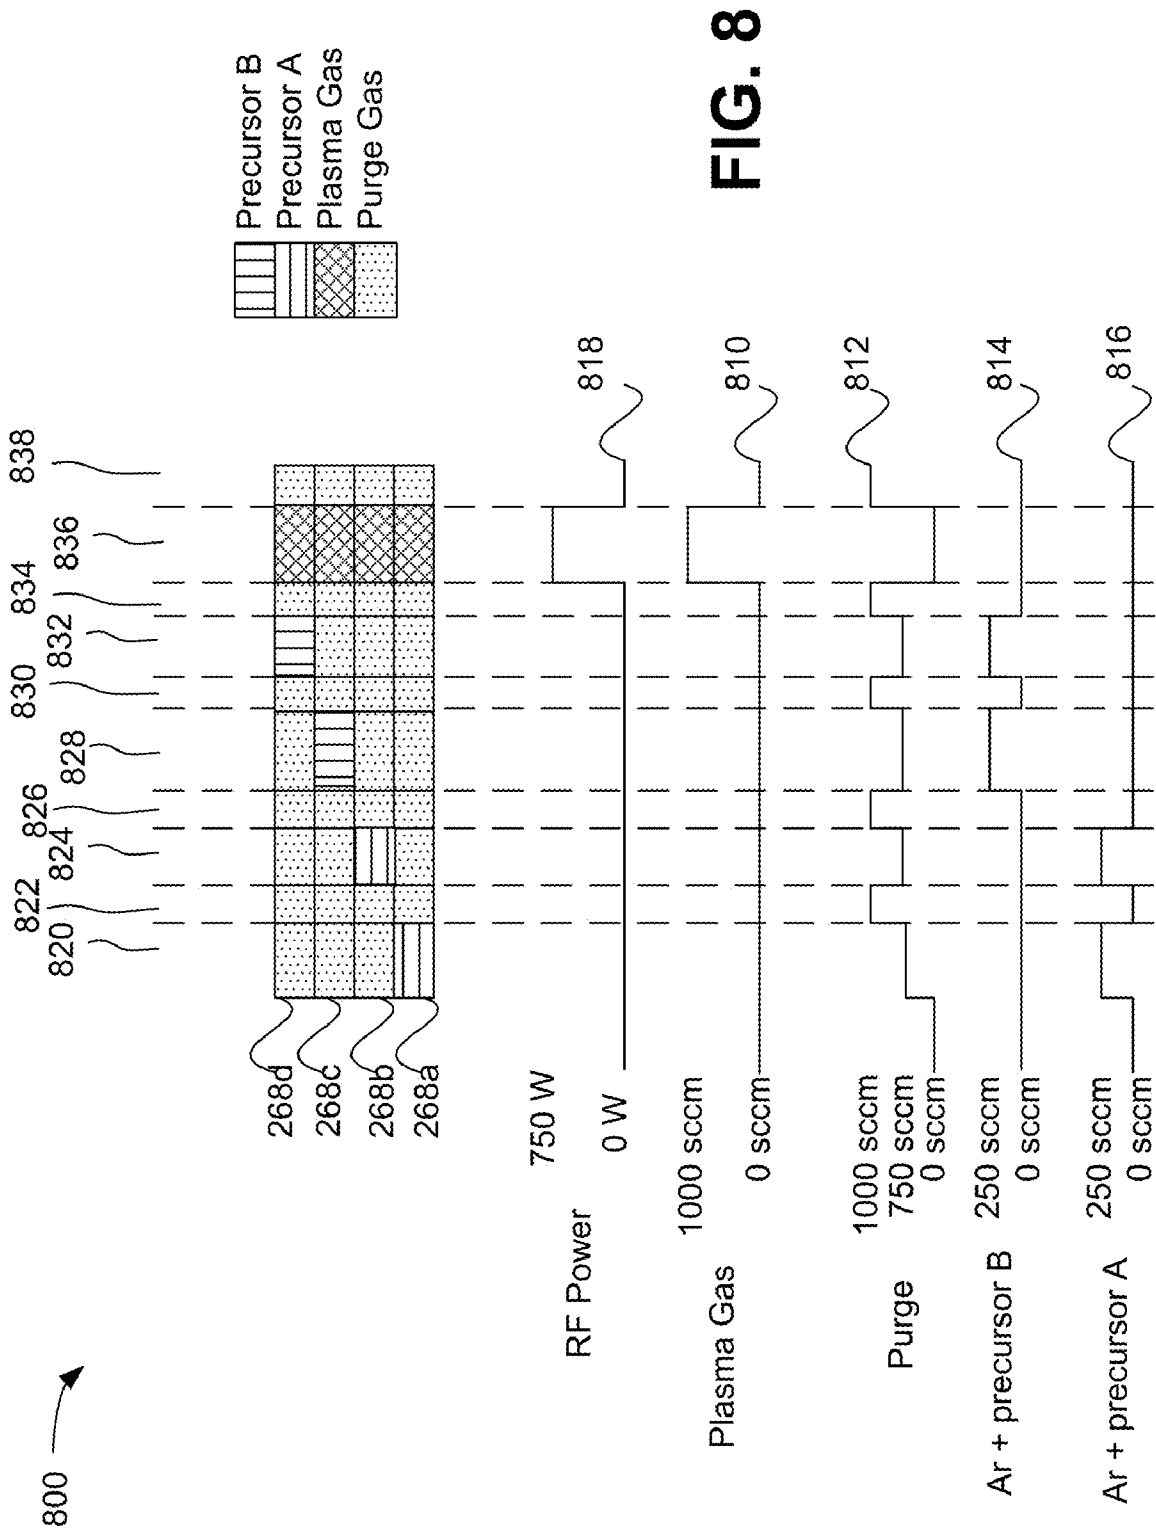 800
820
822
824
826
828
830
832
834
836
838
268d
268c
268b
268a
Precursor B
Precursor A
Plasma Gas
Purge Gas
RF Power
750 W
0 W
818
Plasma Gas
1000 sccm
0 sccm
810
Purge
1000 sccm
750 sccm
0 sccm
812
Ar + precursor B
250 sccm
0 sccm
814
Ar + precursor A
250 sccm
0 sccm
816
FIG. 8